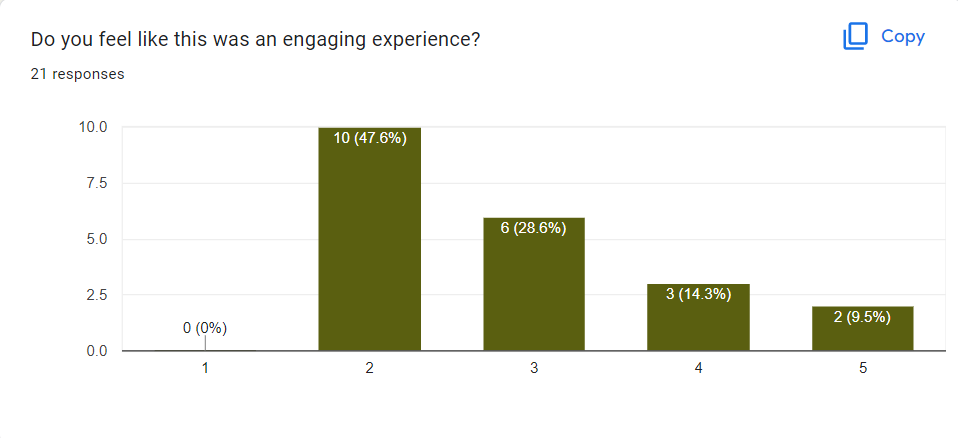 Do you feel like this was an engaging experience?
Copy
21 responses
10.0
7.5
5.0
2.5
0.0
0 (0%)
10 (47.6%)
6 (28.6%)
3 (14.3%)
2 (9.5%)
1 2 3 4 5